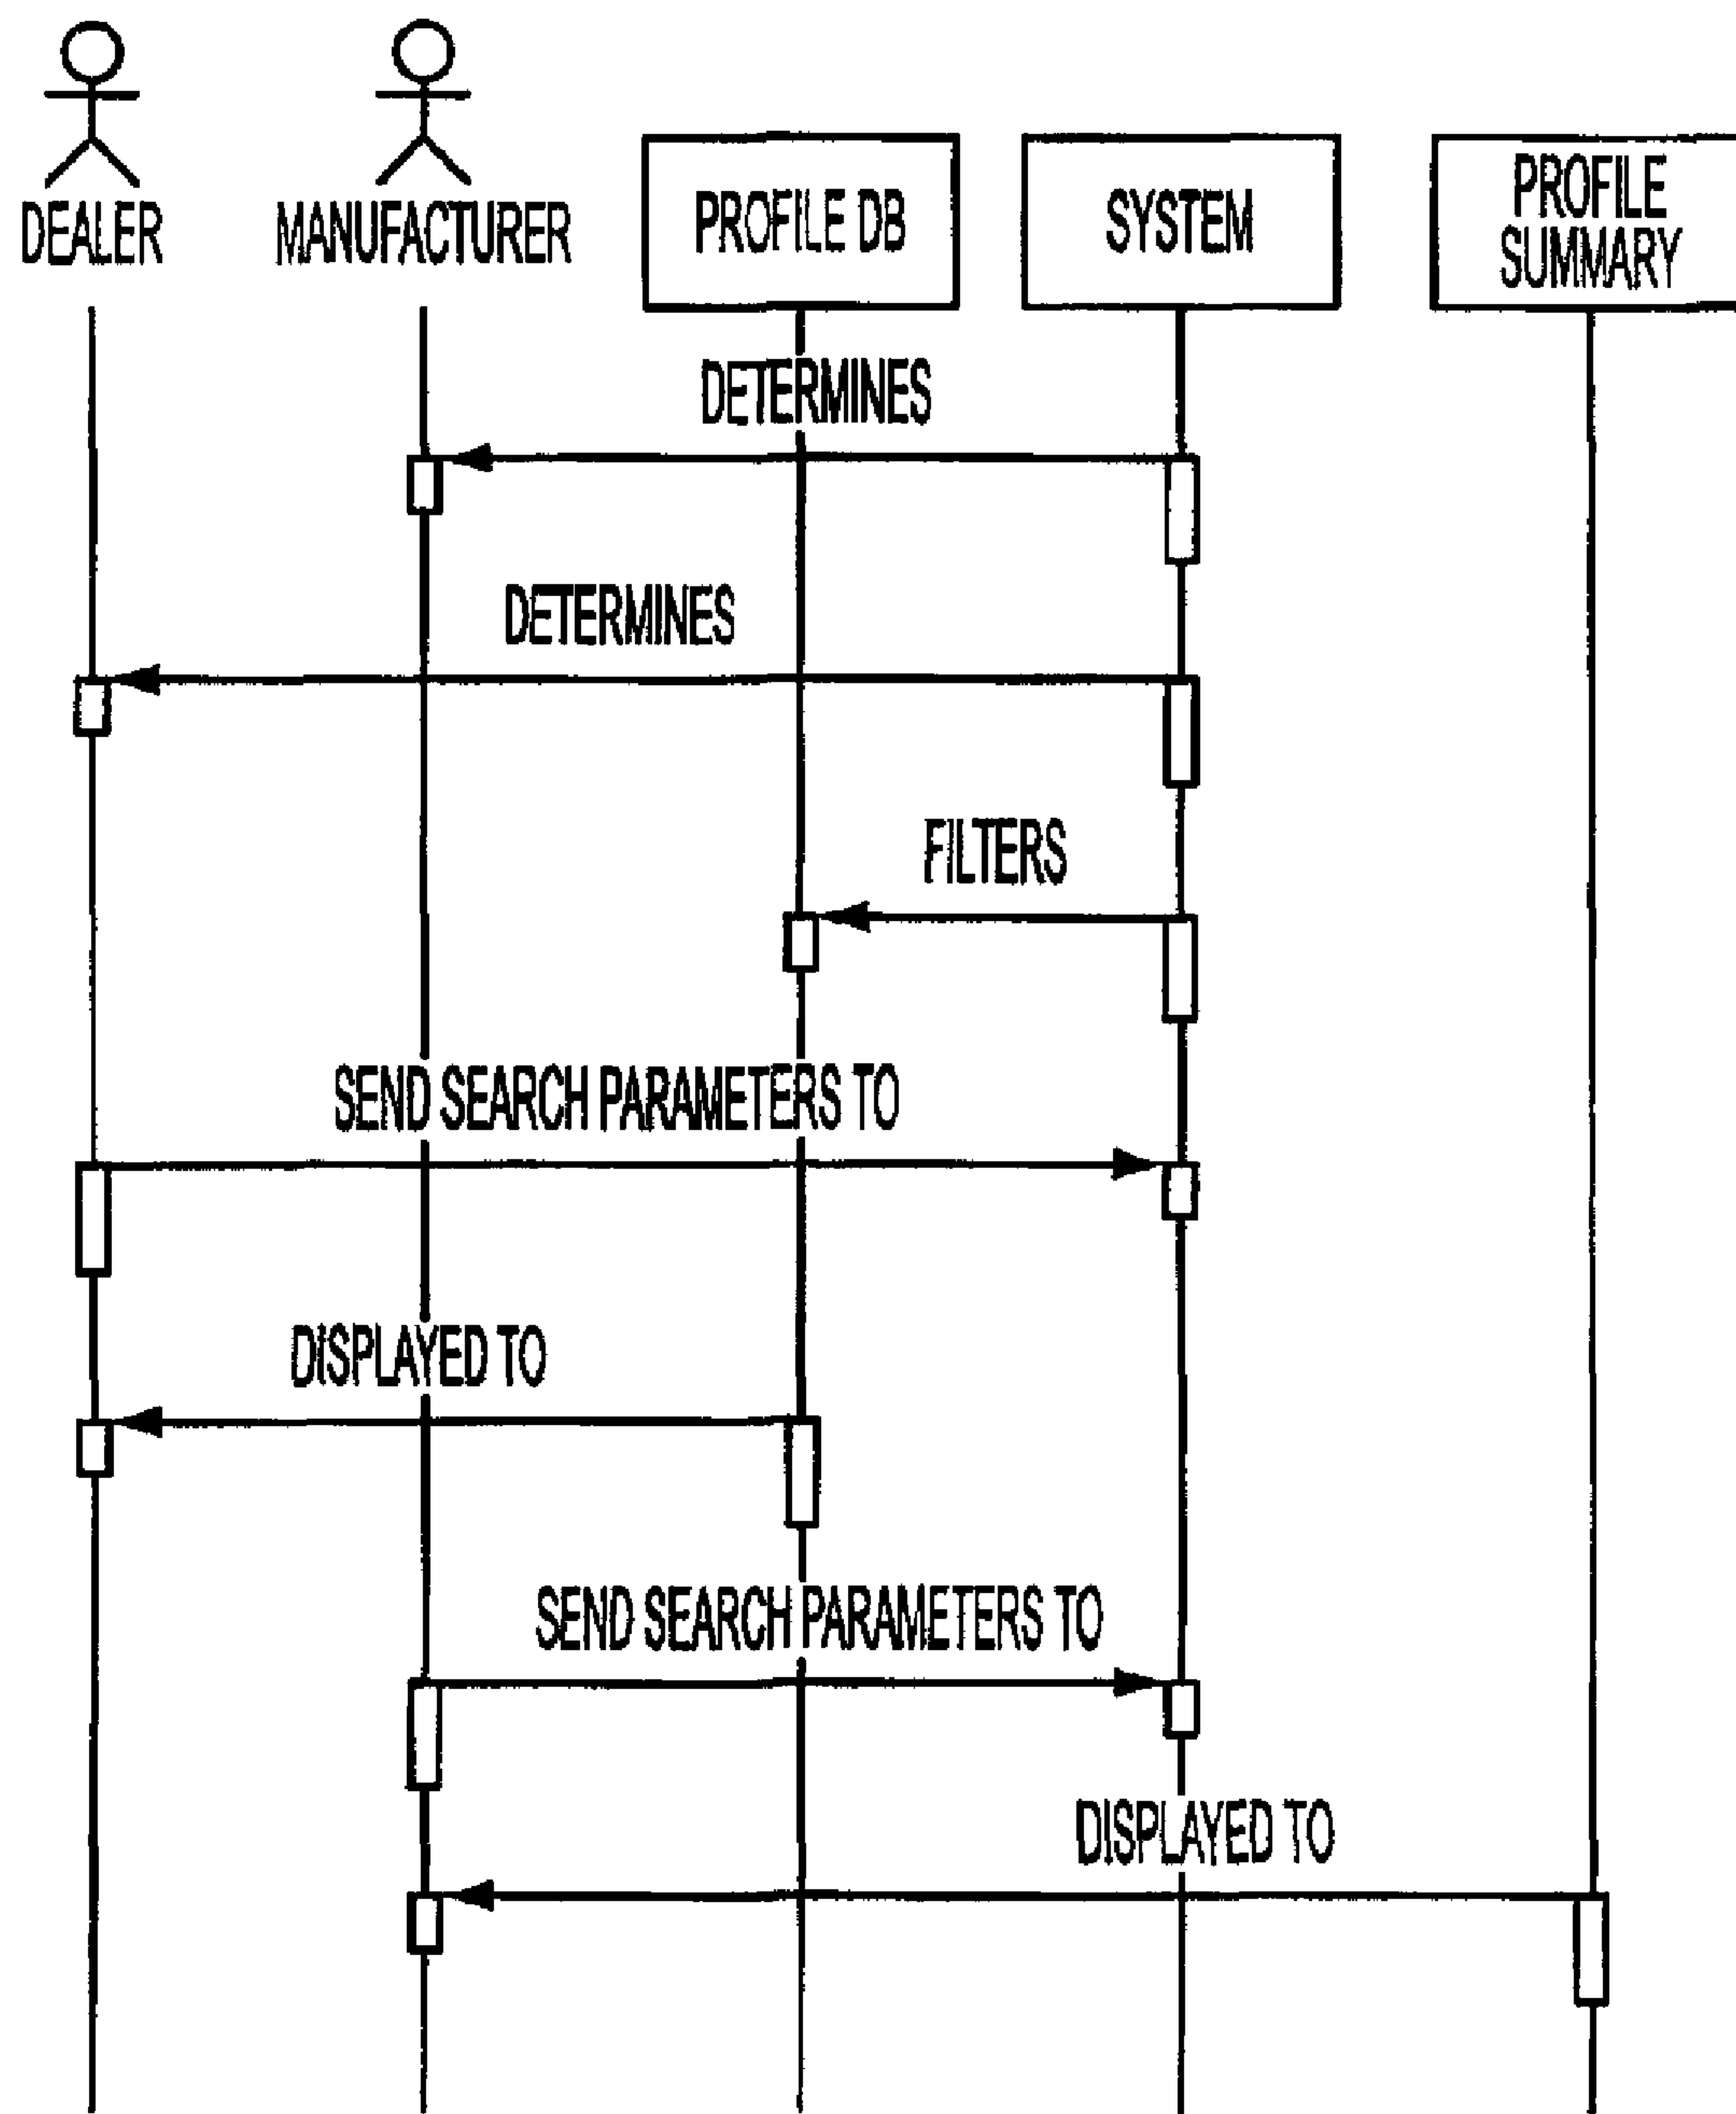 DEALER
MANUFACTURER
PROFILE DB
SYSTEM
PROFILE
SUMMARY
DETERMINES
DETERMINES
FILTERS
SEND SEARCH PARAMETERS TO
DISPLAYED TO
SEND SEARCH PARAMETERS TO
DISPLAYED TO